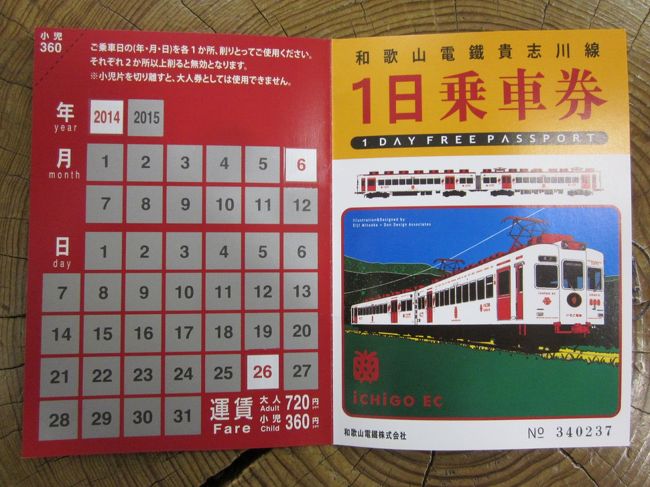 小児
360
ご乗車日の(年・月・日)を各1か所、削りとってご使用ください。
それぞれ2か所以上削ると無効となります。
※小児片を切り離すと、大人券としては使用できません。
年
year
2014 2015
月
month
1 2 3 4 5 6
7 8 9 10 11 12
日
day
1 2 3 4 5 6
7 8 9 10 11 12 13
14 15 16 17 18 19 20
21 22 23 24 25 26 27
28 29 30 31
運賃
Fare
大人 720円
Adult
小児 360円
Child
和歌山電鐵貴志川線
1日乗車券
1 DAY FREE PASSPORT
Illustration&Designed by
Eiji Mitooka + Don Design Associates
iCHiGO EC
和歌山電鐵株式会社
No 340237